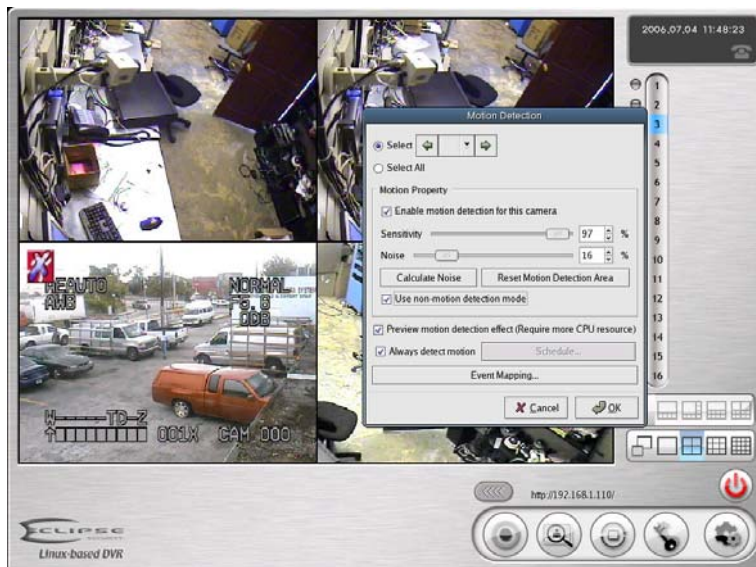 2006.07.04 11:48:23
Motion Detection
Select
Select All
Motion Property
Enable motion detection for this camera
Sensitivity 97 %
Noise 16 %
Calculate Noise Reset Motion Detection Area
Use non-motion detection mode
Preview motion detection effect (Require more CPU resource)
Always detect motion Schedule...
Event Mapping...
Cancel OK
1
2
3
4
5
6
7
8
9
10
11
12
13
14
15
16
MEAUTO NORMAL
AWB F5.8
0DB
W-----TD-Z
001X CAM 000
http://192.168.1.110/
ECLIPSE
Linux-based DVR